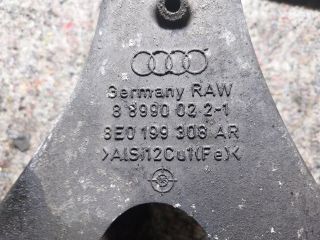 Germany RAW
8 8990 02 2-1
8E0 199 308 AR
>AlSi12Cu1(Fe)<